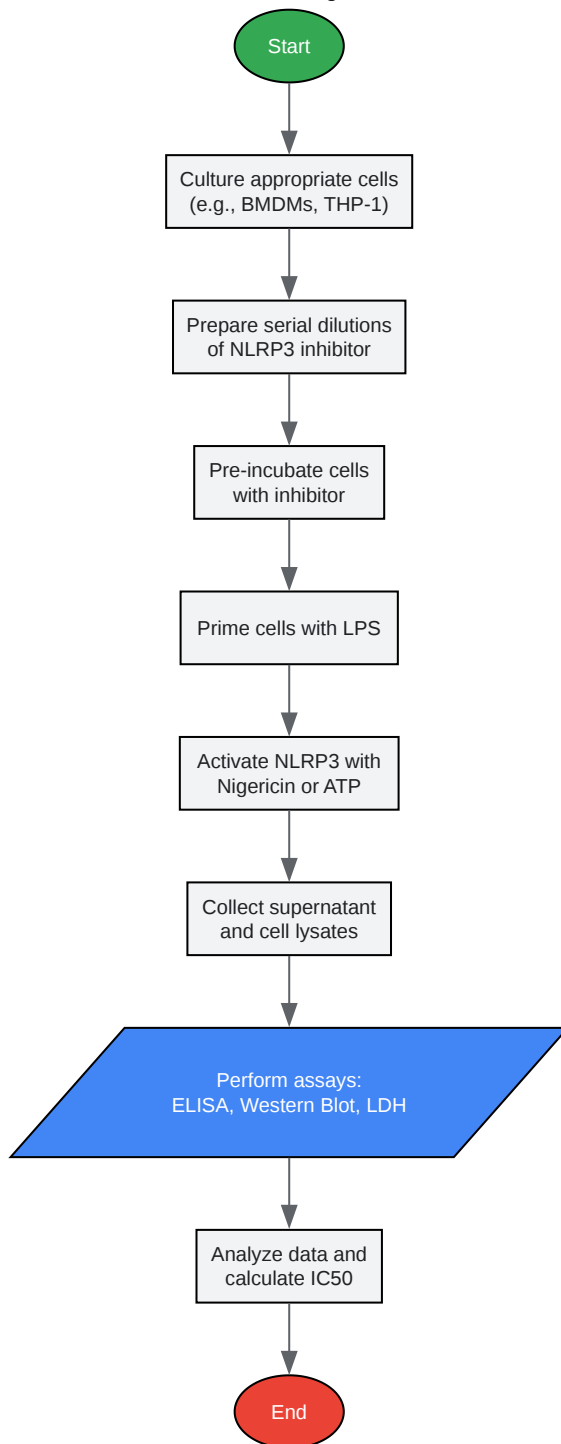 Start
Culture appropriate cells
(e.g., BMDMs, THP-1)
Prepare serial dilutions
of NLRP3 inhibitor
Pre-incubate cells
with inhibitor
Prime cells with LPS
Activate NLRP3 with
Nigericin or ATP
Collect supernatant
and cell lysates
Perform assays:
ELISA, Western Blot, LDH
Analyze data and
calculate IC50
End